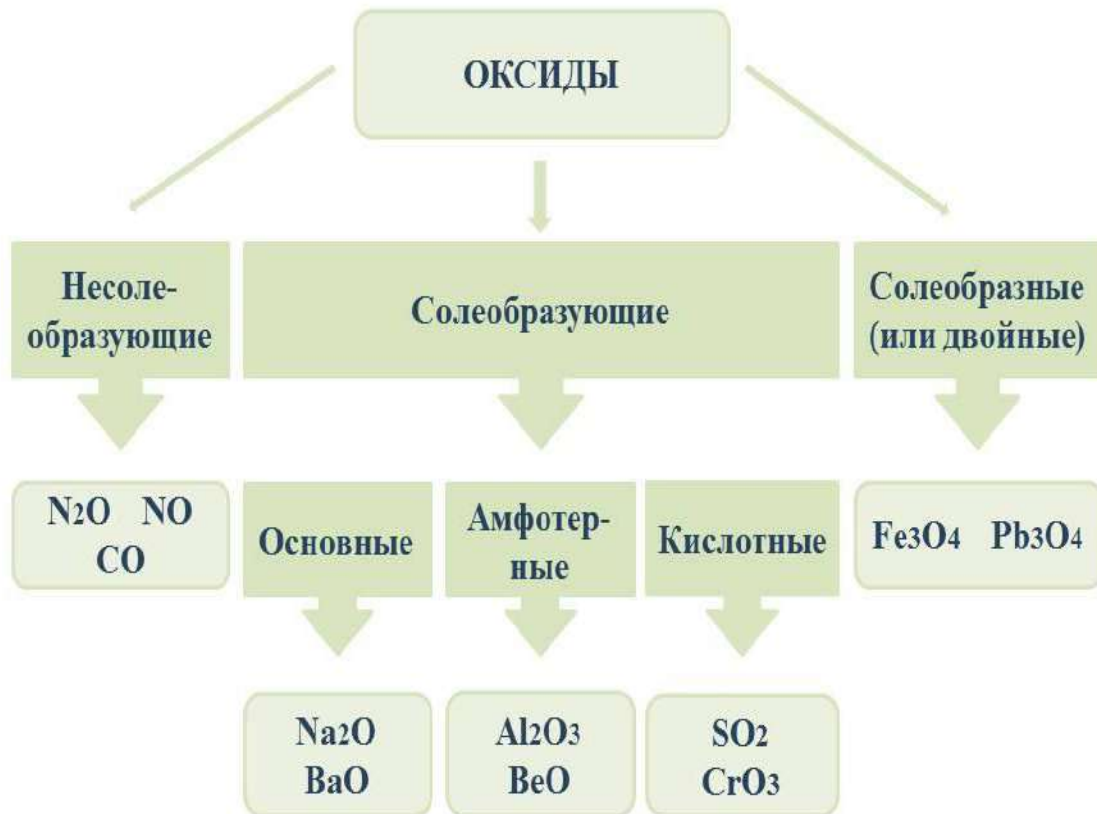 ОКСИДЫ
Несоле-
образующие
Солеобразующие
Солеобразные
(или двойные)
N2O NO
CO
Основные
Амфотер-
ные
Кислотные
Fe3O4 Pb3O4
Na2O
BaO
Al2O3
BeO
SO2
CrO3